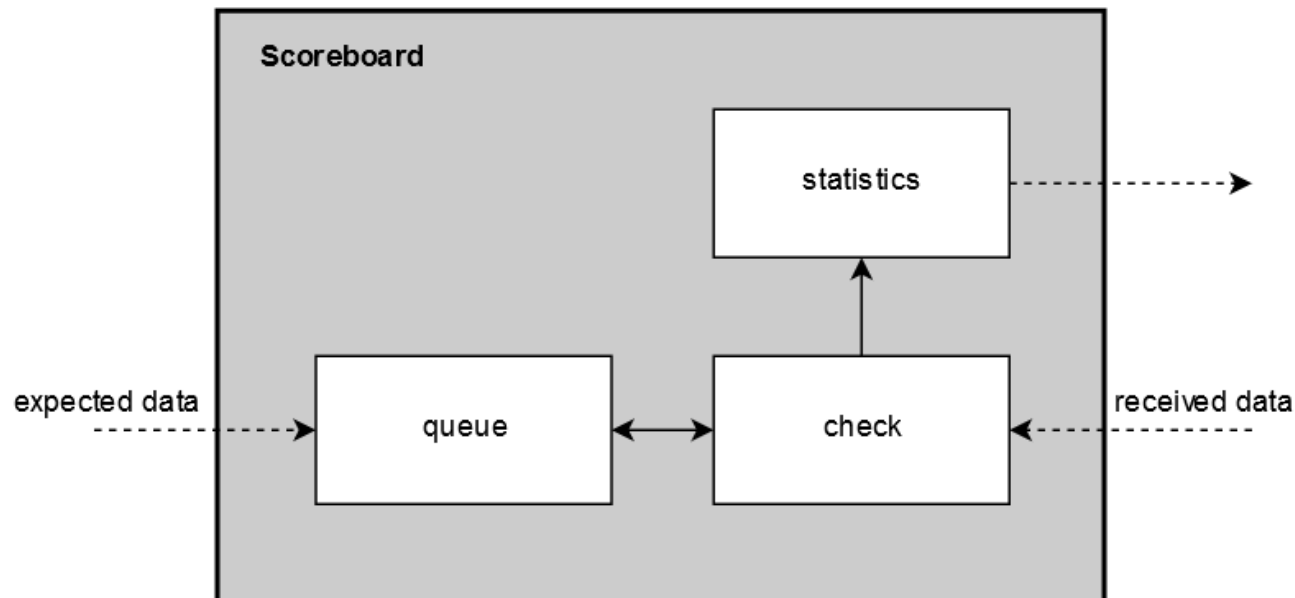 Scoreboard
statistics
expected data
queue
check
received data